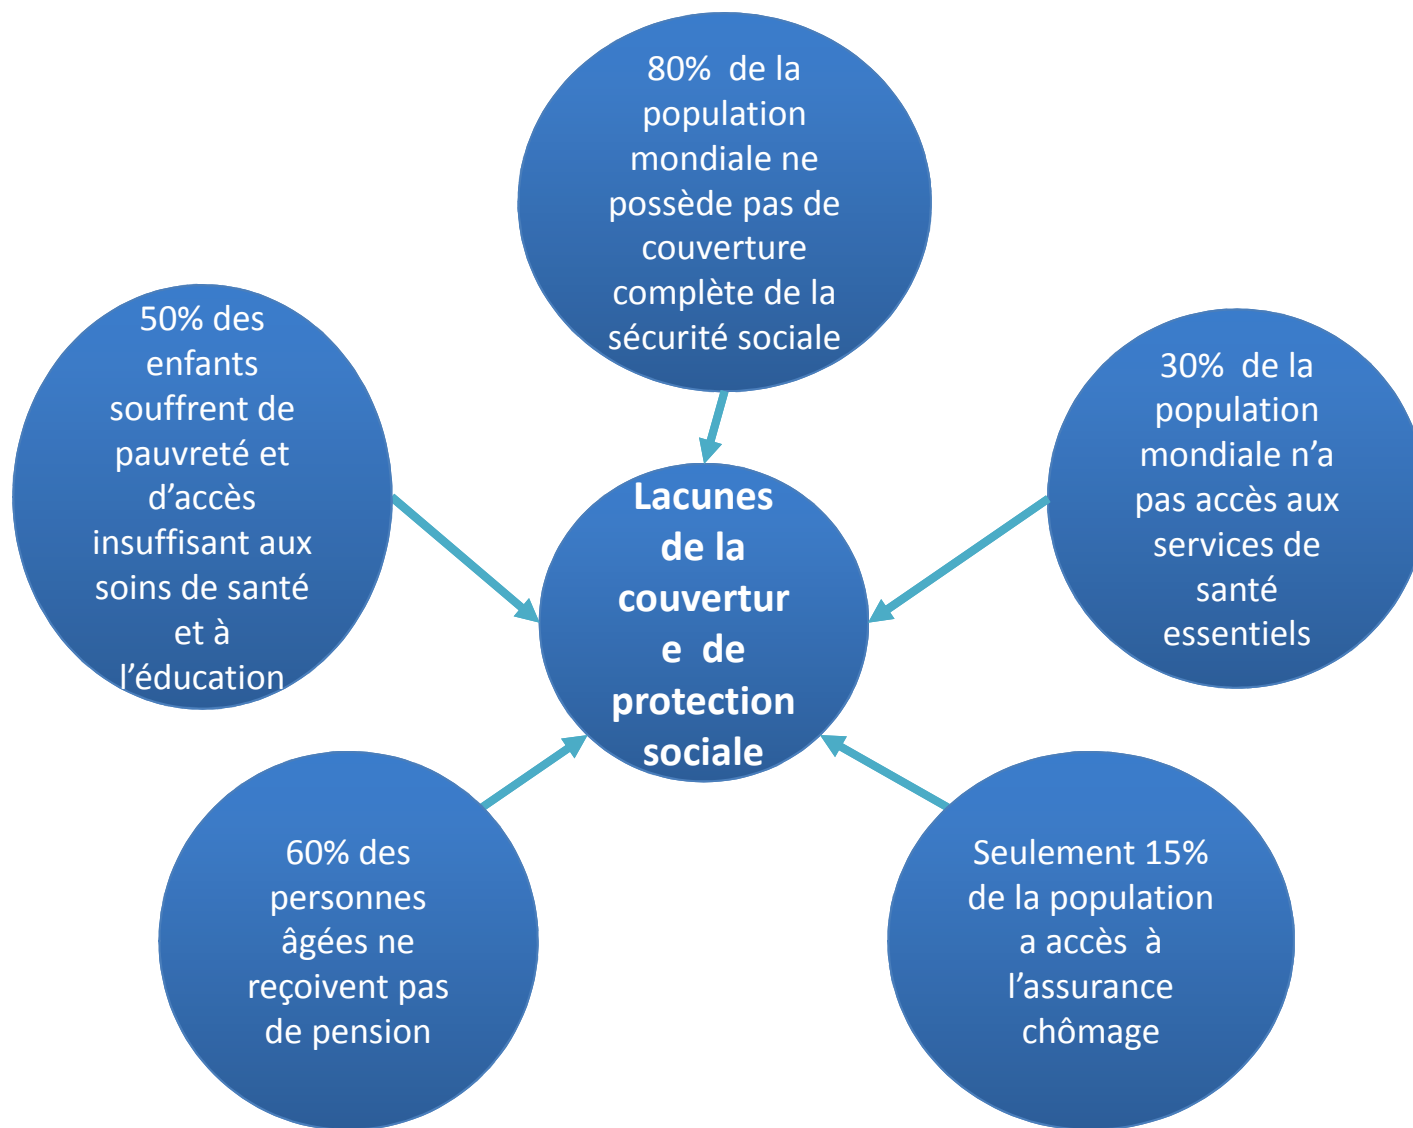 80%  de la
population
mondiale ne
possède pas de
couverture
complète de la
sécurité sociale
50% des
enfants
souffrent de
pauvreté et
d'accès
insuffisant aux
soins de santé
et à
l'éducation
30%  de la
population
mondiale n'a
pas accès aux
services de
santé
essentiels
Lacunes
de la
couvertur
e  de
protection
sociale
60% des
personnes
âgées ne
reçoivent pas
de pension
Seulement 15%
de la population
a accès  à
l'assurance
chômage